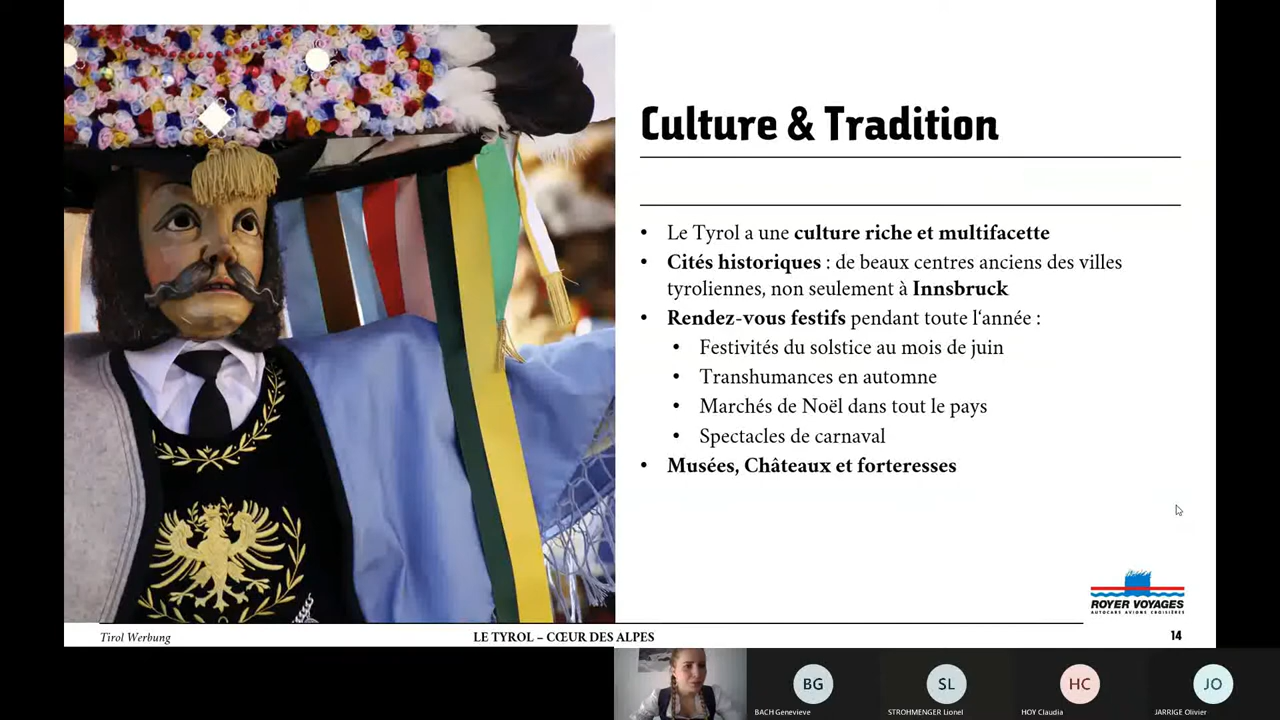 Culture & Tradition
• Le Tyrol a une culture riche et multifacette
• Cités historiques : de beaux centres anciens des villes
tyroliennes, non seulement à Innsbruck
• Rendez-vous festifs pendant toute l‘année :
• Festivités du solstice au mois de juin
• Transhumances en automne
• Marchés de Noël dans tout le pays
• Spectacles de carnaval
• Musées, Châteaux et forteresses
ROYER VOYAGES
AUTOCARS AVIONS CROISIÈRES
Tirol Werbung
LE TYROL – CŒUR DES ALPES
14
BG
SL
HC
JO
BACH Genevieve
STROHMENGER Lionel
HOY Claudia
JARRIGE Olivier